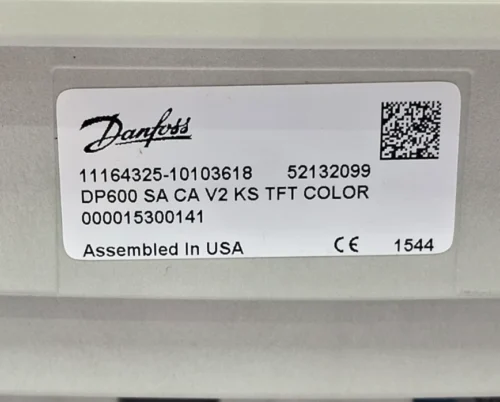 Danfoss
11164325-10103618 52132099
DP600 SA CA V2 KS TFT COLOR
000015300141
Assembled In USA CE 1544